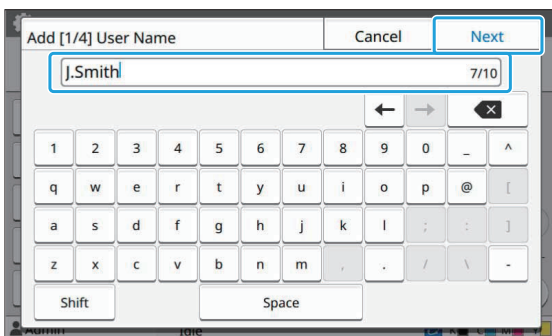 Add [1/4] User Name Cancel Next
J.Smith 7/10
← →
1 2 3 4 5 6 7 8 9 0 _ ^
q w e r t y u i o p @ [
a s d f g h j k l ; : ]
z x c v b n m , . / \ -
Shift Space
Admin Idle K C M Y